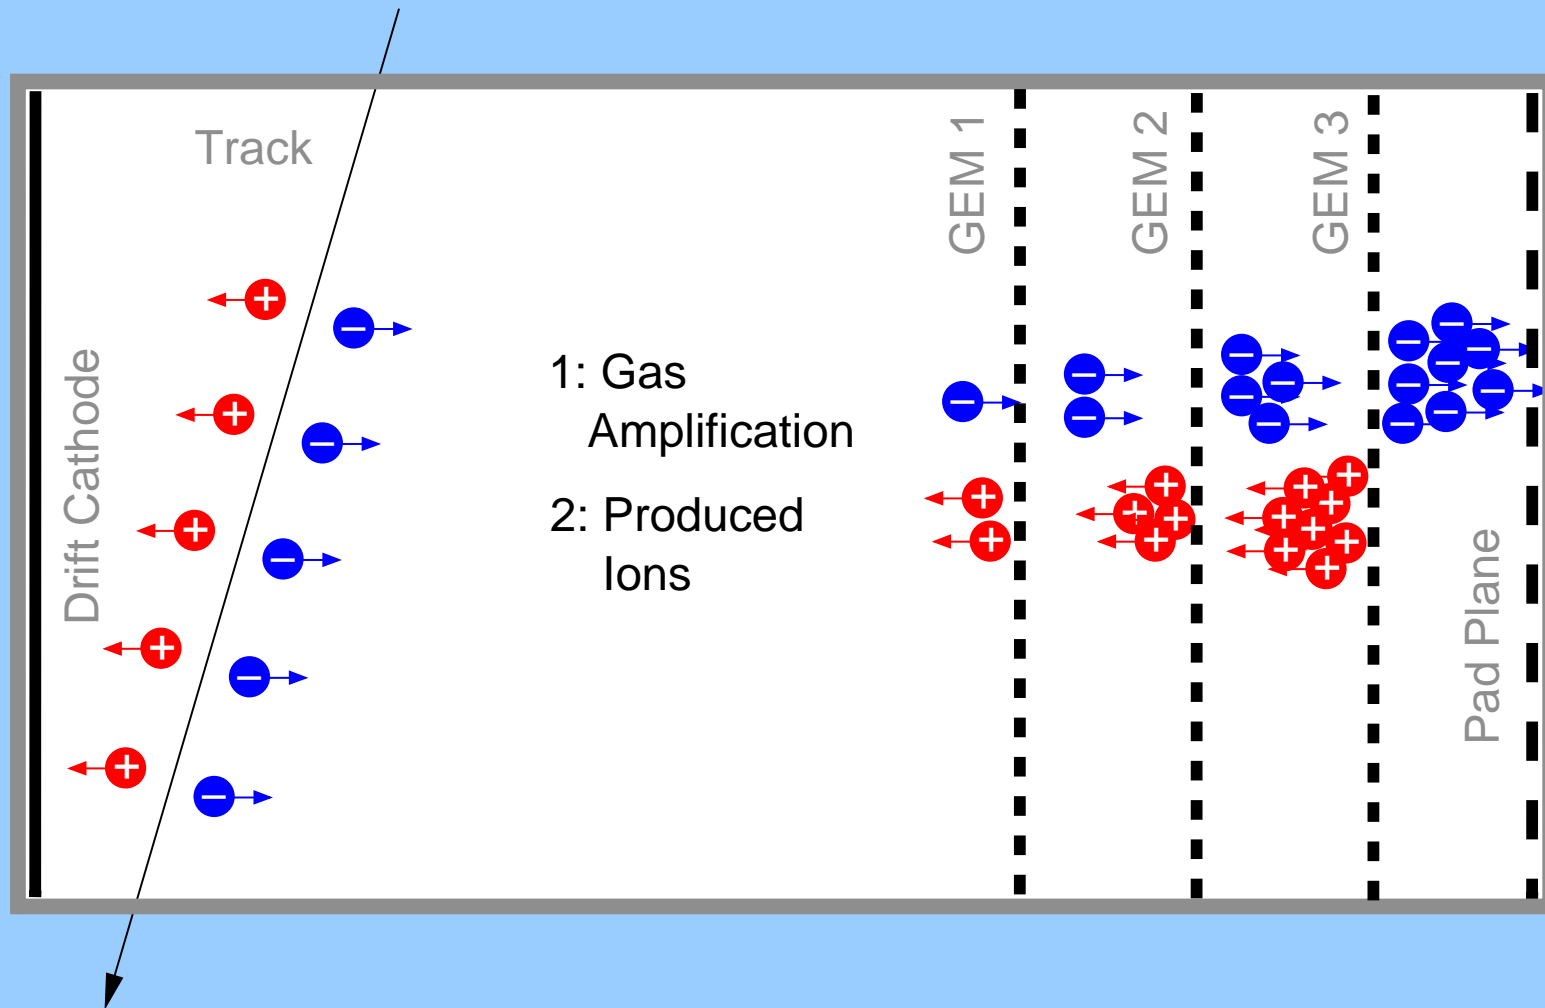 Track
Drift Cathode
1: Gas
Amplification
2: Produced
Ions
GEM 1
GEM 2
GEM 3
Pad Plane